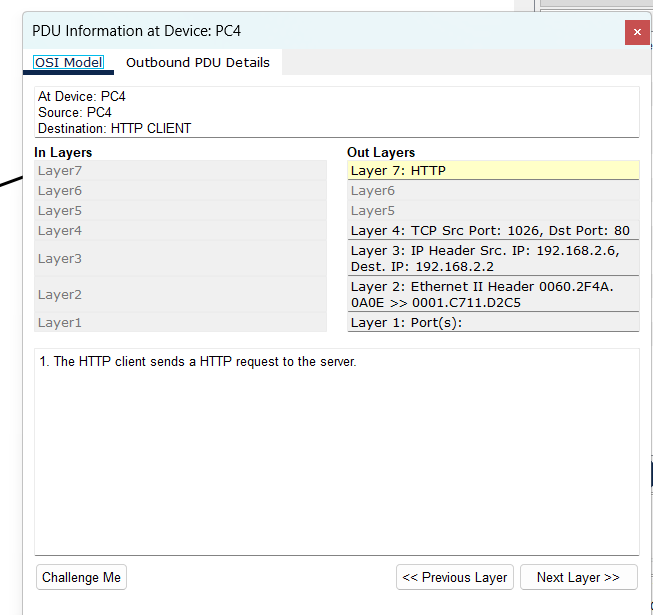 PDU Information at Device: PC4
×
OSI Model
Outbound PDU Details
At Device: PC4
Source: PC4
Destination: HTTP CLIENT
In Layers
Layer7
Layer6
Layer5
Layer4
Layer3
Layer2
Layer1
Out Layers
Layer 7: HTTP
Layer6
Layer5
Layer 4: TCP Src Port: 1026, Dst Port: 80
Layer 3: IP Header Src. IP: 192.168.2.6,
Dest. IP: 192.168.2.2
Layer 2: Ethernet II Header 0060.2F4A.
0A0E >> 0001.C711.D2C5
Layer 1: Port(s):
1. The HTTP client sends a HTTP request to the server.
Challenge Me
<< Previous Layer
Next Layer >>